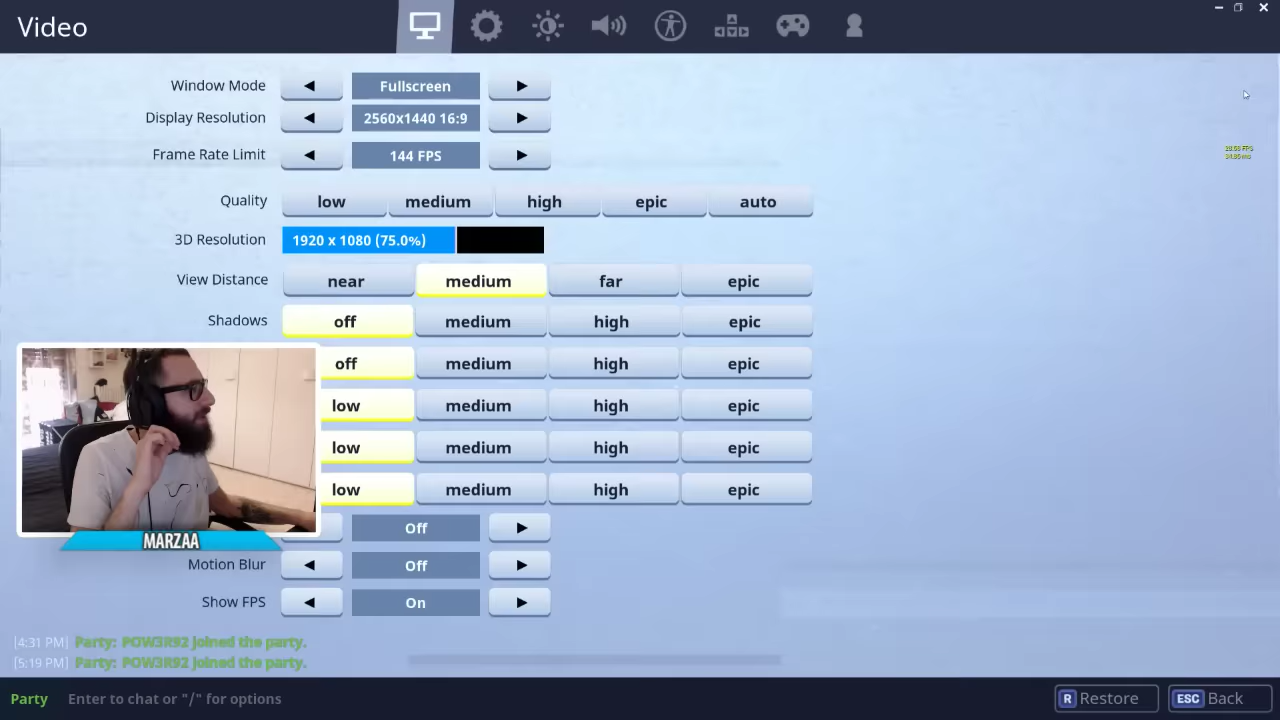 Video
Window Mode Fullscreen
Display Resolution 2560x1440 16:9
Frame Rate Limit 144 FPS
Quality low medium high epic auto
3D Resolution 1920 x 1080 (75.0%)
View Distance near medium far epic
Shadows off medium high epic
off medium high epic
low medium high epic
low medium high epic
low medium high epic
Off
MARZAA
Motion Blur Off
Show FPS On
[4:31 PM] Party: POW3R92 joined the party.
[5:19 PM] Party: POW3R92 joined the party.
Party Enter to chat or "/" for options R Restore ESC Back